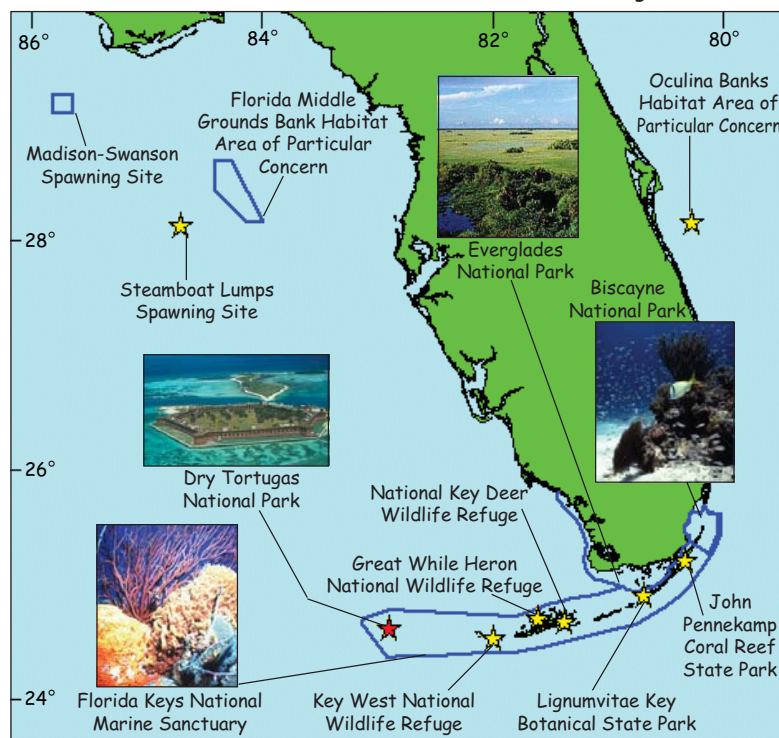 86°
84°
82°
80°
Oculina Banks
Habitat Area of
Particular Concern
Florida Middle
Grounds Bank Habitat
Area of Particular
Concern
Madison-Swanson
Spawning Site
28°
Steamboat Lumps
Spawning Site
Everglades
National Park
Biscayne
National Park
26°
Dry Tortugas
National Park
National Key Deer
Wildlife Refuge
Great While Heron
National Wildlife Refuge
John
Pennekamp
Coral Reef
State Park
24°
Florida Keys National
Marine Sanctuary
Key West National
Wildlife Refuge
Lignumvitae Key
Botanical State Park